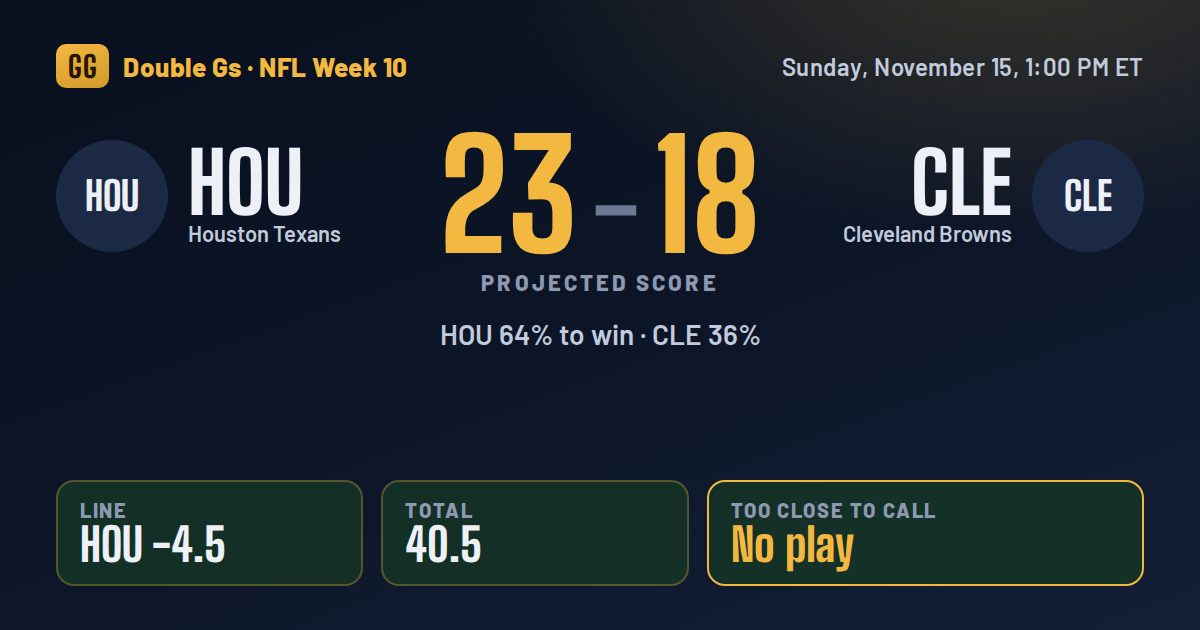 GG Double Gs · NFL Week 10
Sunday, November 15, 1:00 PM ET
HOU
HOU
Houston Texans
23 – 18
PROJECTED SCORE
HOU 64% to win · CLE 36%
CLE
Cleveland Browns
CLE
LINE
HOU −4.5
TOTAL
40.5
TOO CLOSE TO CALL
No play